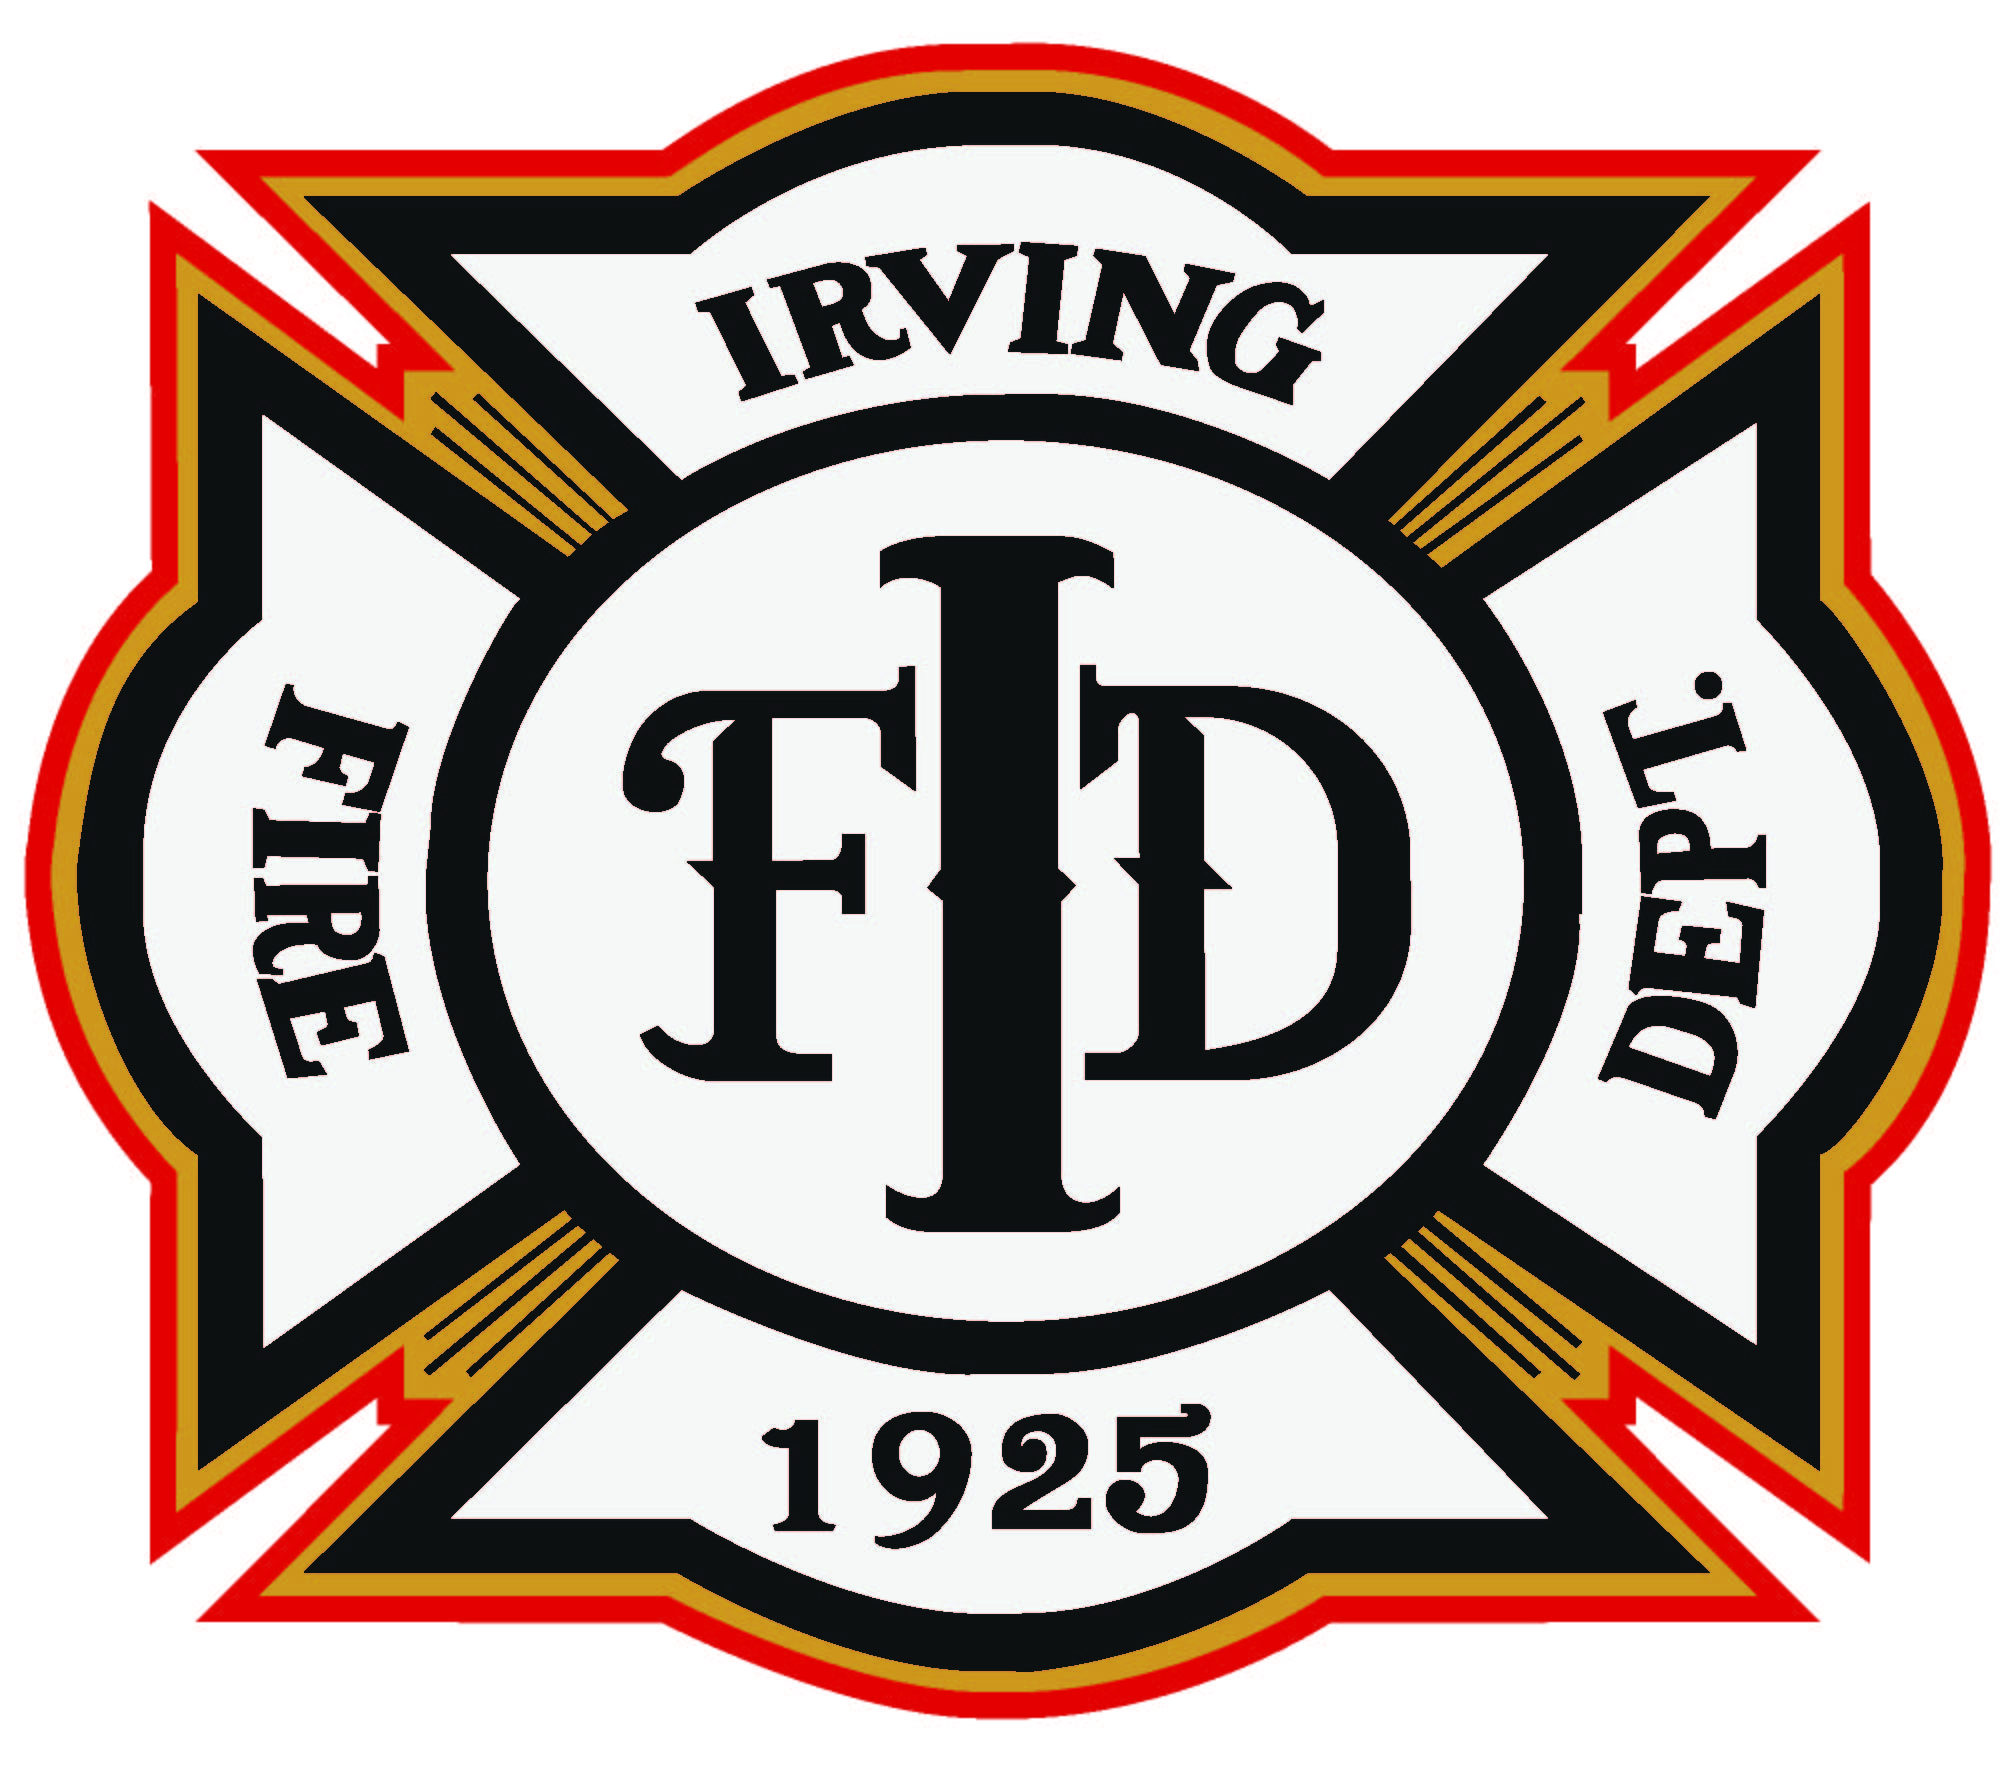 IRVING
FIRE
FID
DEPT.
1925